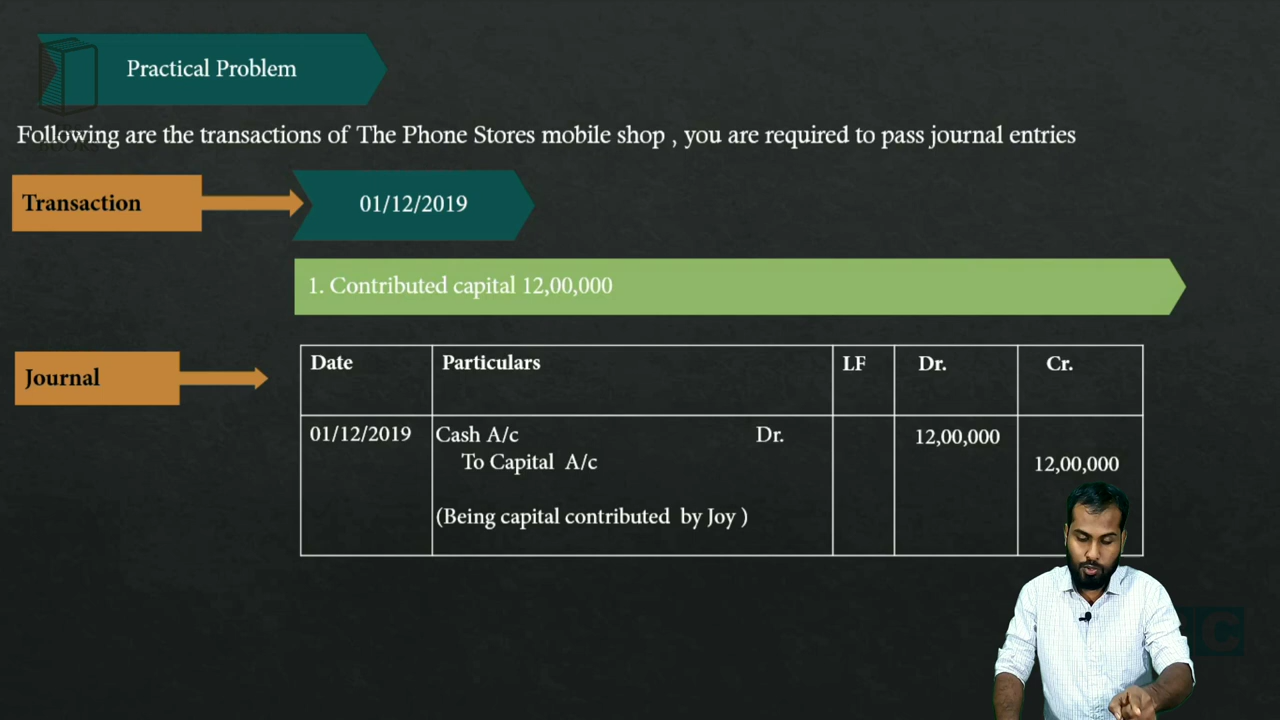 Practical Problem
Following are the transactions of The Phone Stores mobile shop , you are required to pass journal entries
Transaction
01/12/2019
1. Contributed capital 12,00,000
Journal
Date Particulars LF Dr. Cr.
01/12/2019 Cash A/c Dr. 12,00,000
To Capital A/c 12,00,000
(Being capital contributed by Joy )
C